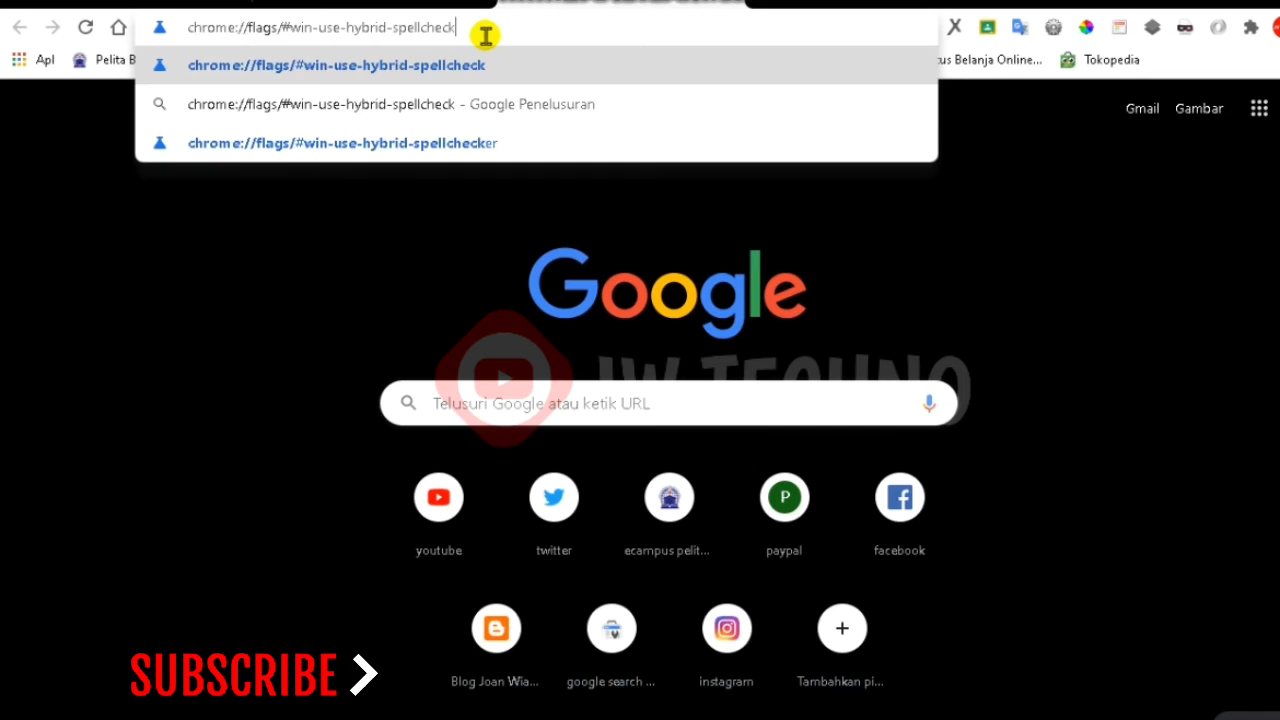 chrome://flags/#win-use-hybrid-spellcheck
Apl Pelita B
us Belanja Online... Tokopedia
chrome://flags/#win-use-hybrid-spellcheck
chrome://flags/#win-use-hybrid-spellcheck - Google Penelusuran
chrome://flags/#win-use-hybrid-spellchecker
Gmail Gambar
Google
JW TECHNO
Telusuri Google atau ketik URL
P
youtube twitter ecampus pelit... paypal facebook
Blog Joan Wia... google search ... instagram Tambahkan pi...
SUBSCRIBE